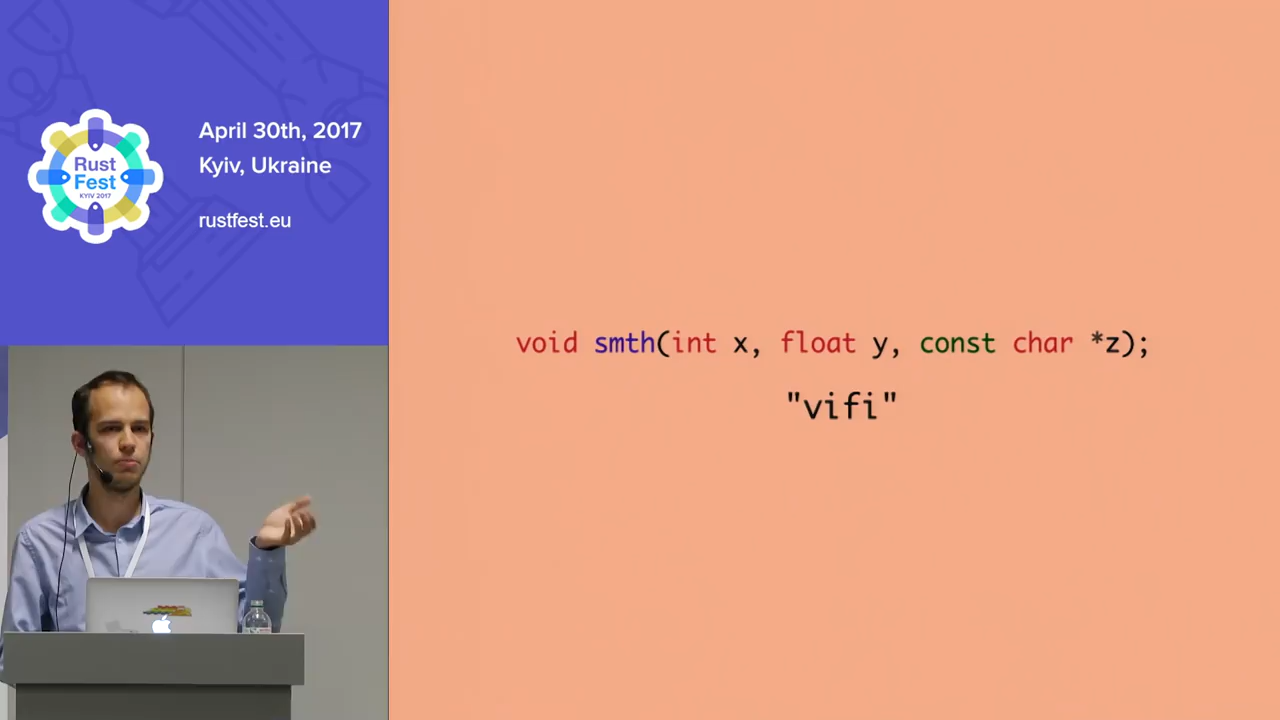 April 30th, 2017
Kyiv, Ukraine
rustfest.eu
Rust
Fest
KYIV 2017
void smth(int x, float y, const char *z);
"vifi"